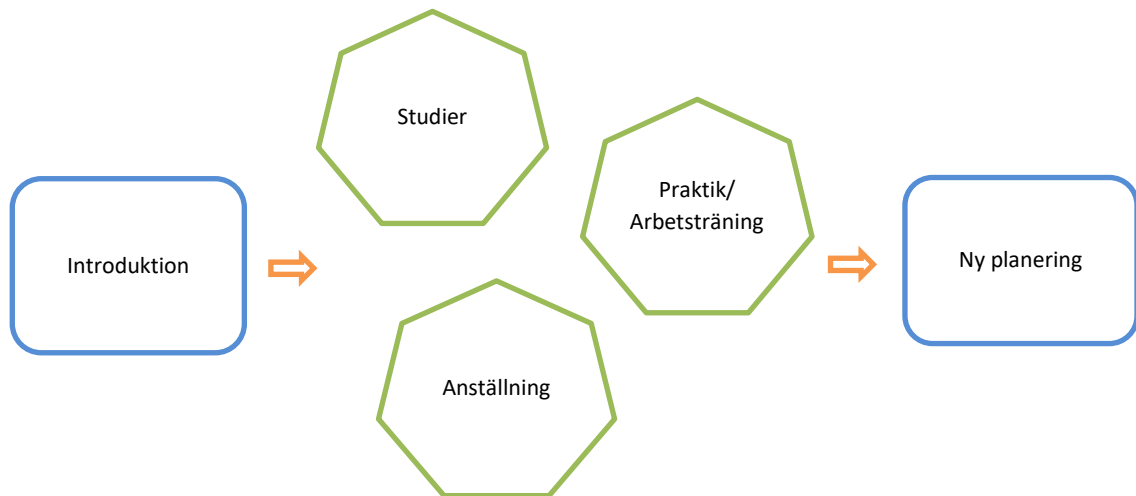 Studier
Praktik/
Arbetsträning
Introduktion
Ny planering
Anställning